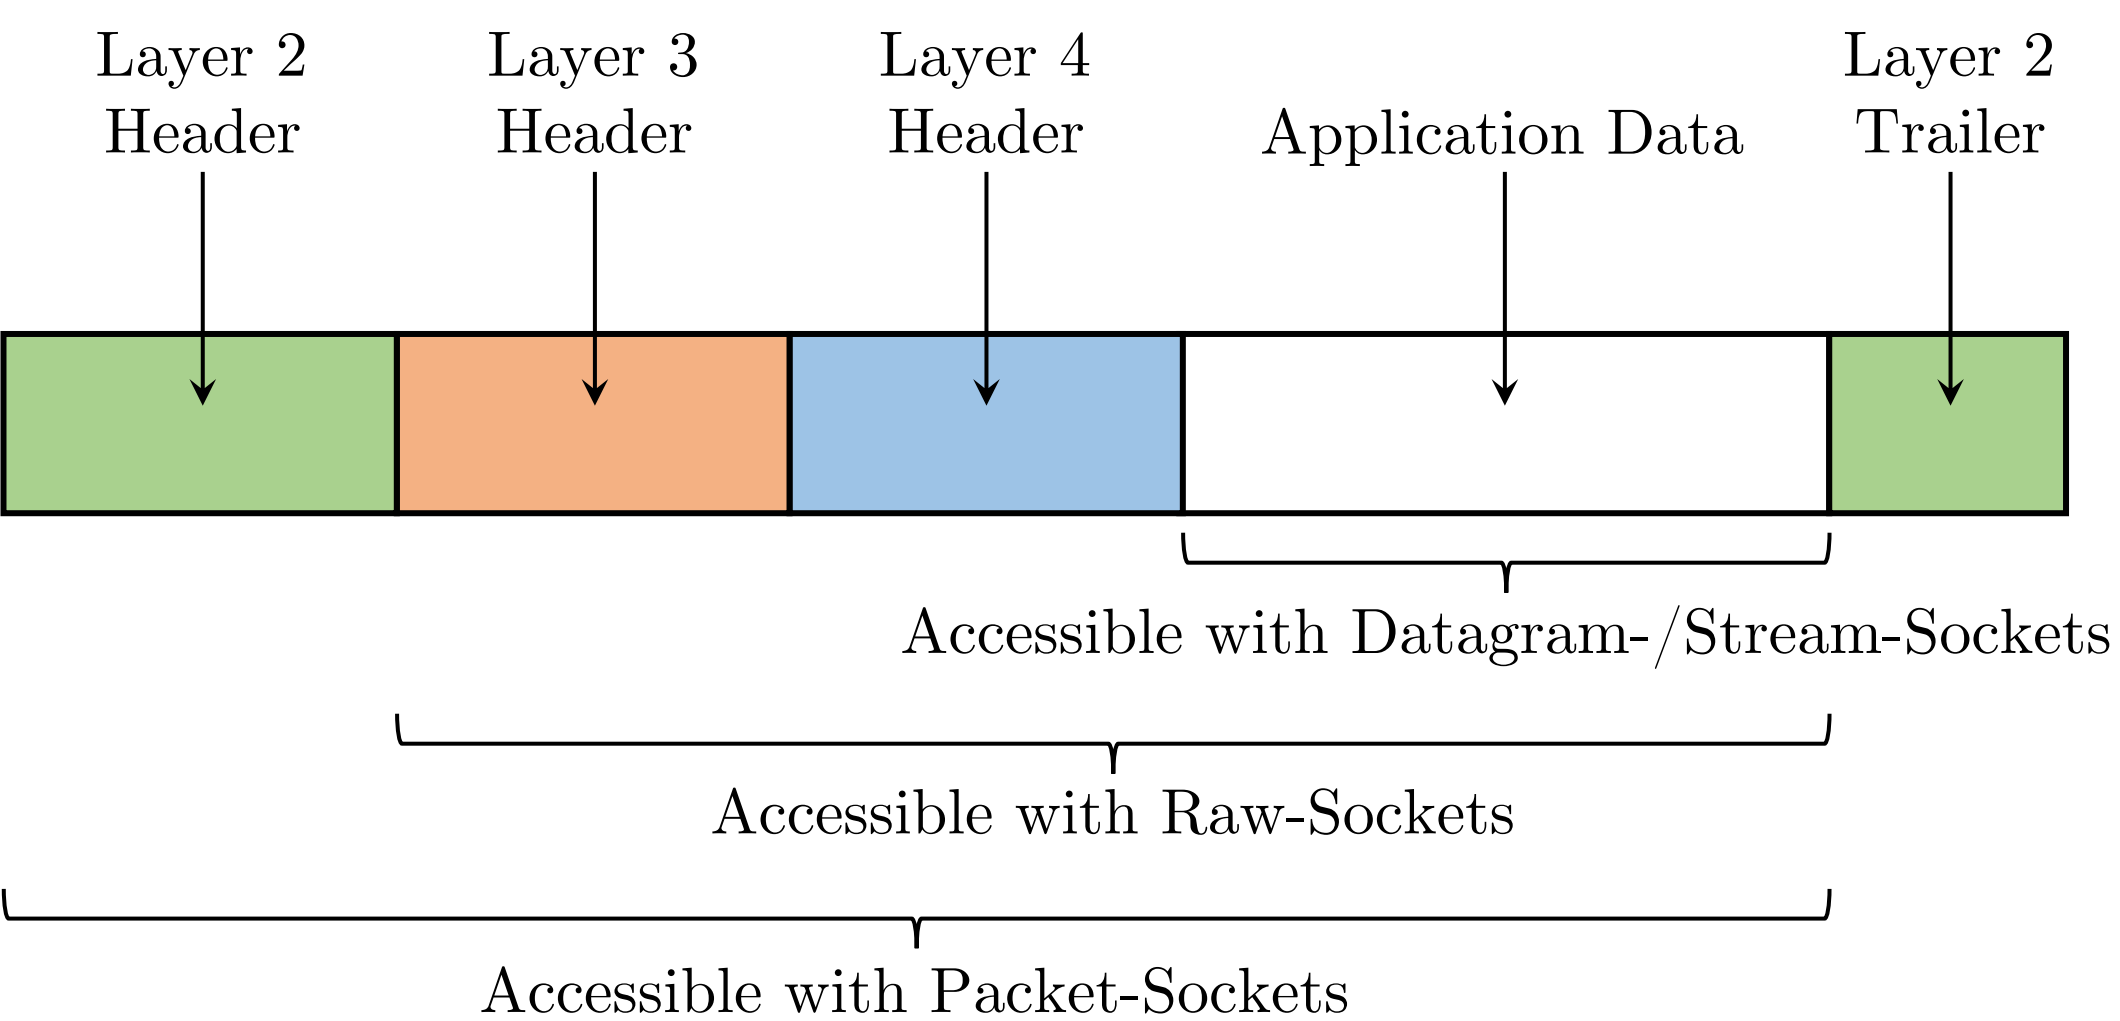 Layer 2
Header
Layer 3
Header
Layer 4
Header
Application Data
Layer 2
Trailer
Accessible with Datagram-/Stream-Sockets
Accessible with Raw-Sockets
Accessible with Packet-Sockets